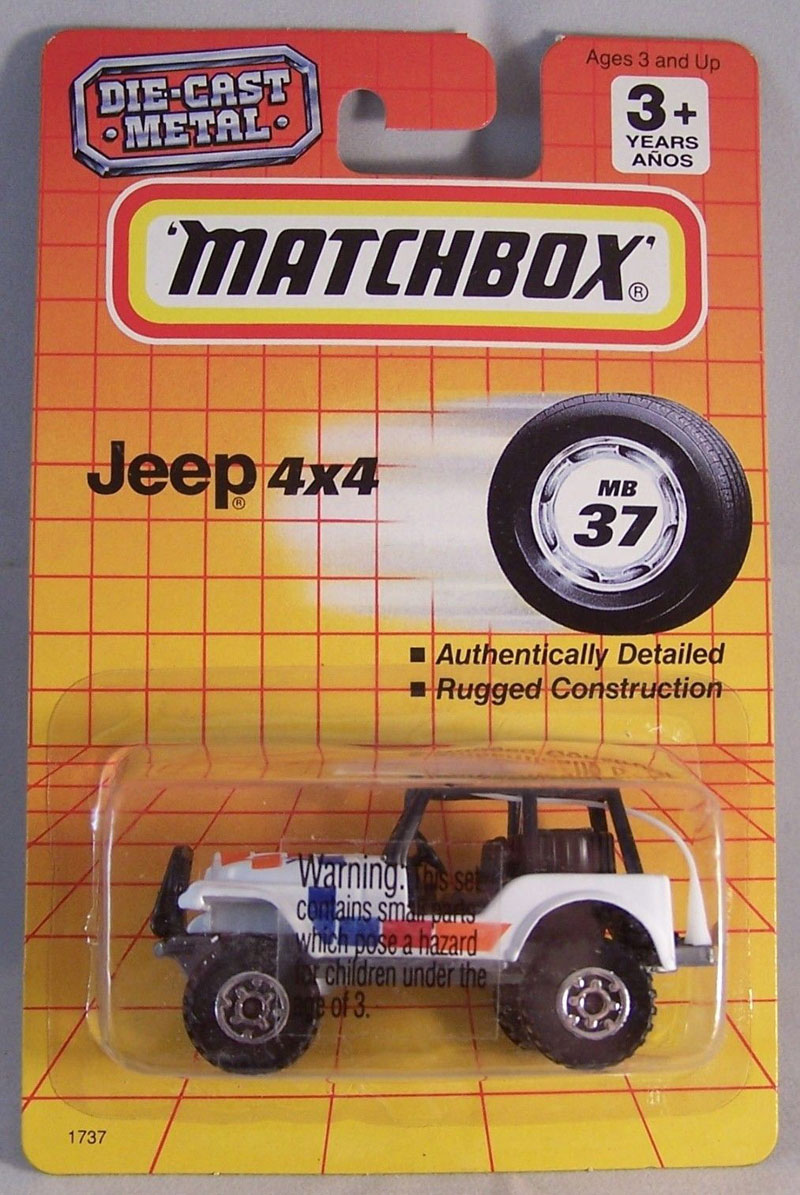 DIE-CAST
• METAL •
Ages 3 and Up
3+
YEARS
AÑOS
'MATCHBOX'®
Jeep® 4x4
MB
37
■ Authentically Detailed
■ Rugged Construction
Warning: This set
contains small parts
which pose a hazard
for children under the
age of 3.
1737